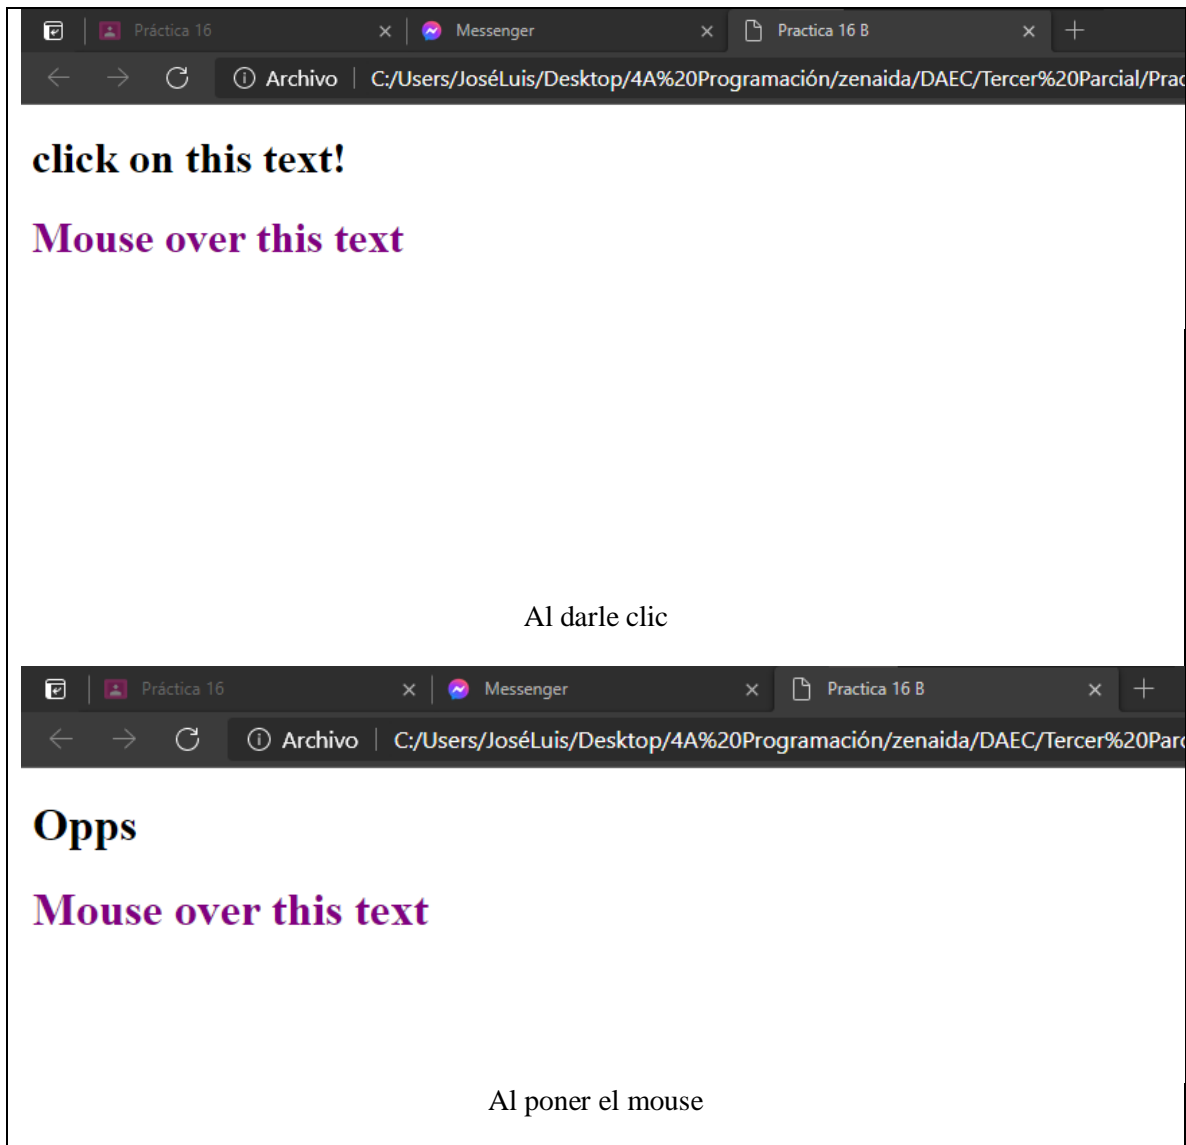 Práctica 16
Messenger
Practica 16 B
Archivo C:/Users/JoséLuis/Desktop/4A%20Programación/zenaida/DAEC/Tercer%20Parcial/Prac
click on this text!
Mouse over this text
Al darle clic
Práctica 16
Messenger
Practica 16 B
Archivo C:/Users/JoséLuis/Desktop/4A%20Programación/zenaida/DAEC/Tercer%20Parc
Opps
Mouse over this text
Al poner el mouse